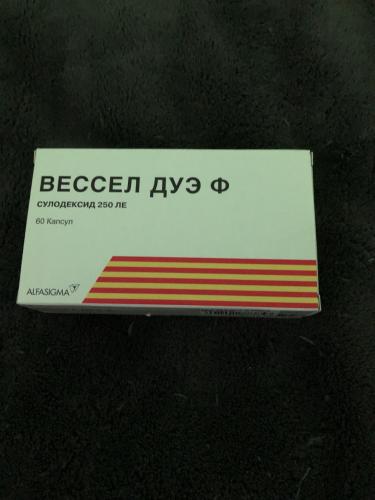 ВЕССЕЛ ДУЭ Ф
СУЛОДЕКСИД 250 ЛЕ
60 Капсул
ALFASIGMA